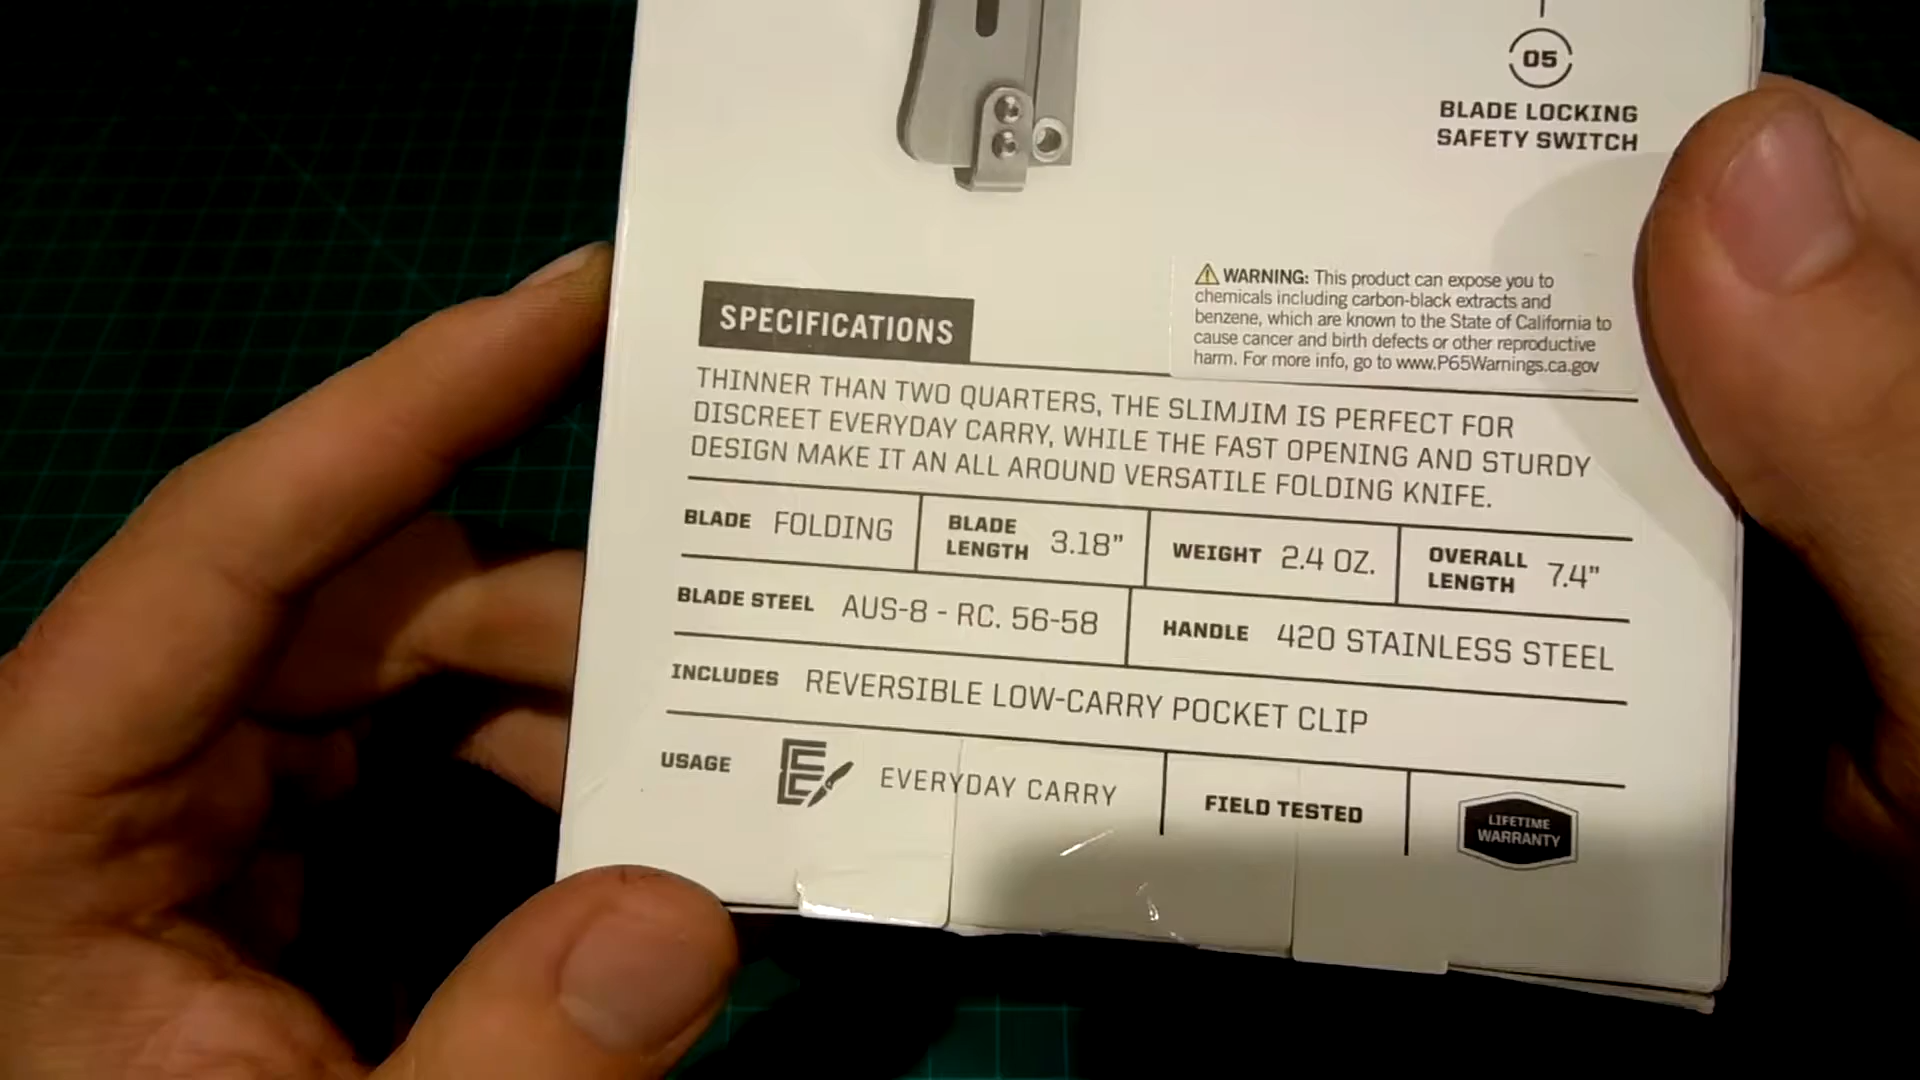 05
BLADE LOCKING
SAFETY SWITCH
WARNING: This product can expose you to
chemicals including carbon-black extracts and
benzene, which are known to the State of California to
cause cancer and birth defects or other reproductive
harm. For more info, go to www.P65Warnings.ca.gov
SPECIFICATIONS
THINNER THAN TWO QUARTERS, THE SLIMJIM IS PERFECT FOR
DISCREET EVERYDAY CARRY, WHILE THE FAST OPENING AND STURDY
DESIGN MAKE IT AN ALL AROUND VERSATILE FOLDING KNIFE.
BLADE FOLDING
BLADE
LENGTH 3.18"
WEIGHT 2.4 OZ.
OVERALL
LENGTH 7.4"
BLADE STEEL AUS-8 - RC. 56-58
HANDLE 420 STAINLESS STEEL
INCLUDES REVERSIBLE LOW-CARRY POCKET CLIP
USAGE EVERYDAY CARRY
FIELD TESTED
LIFETIME
WARRANTY